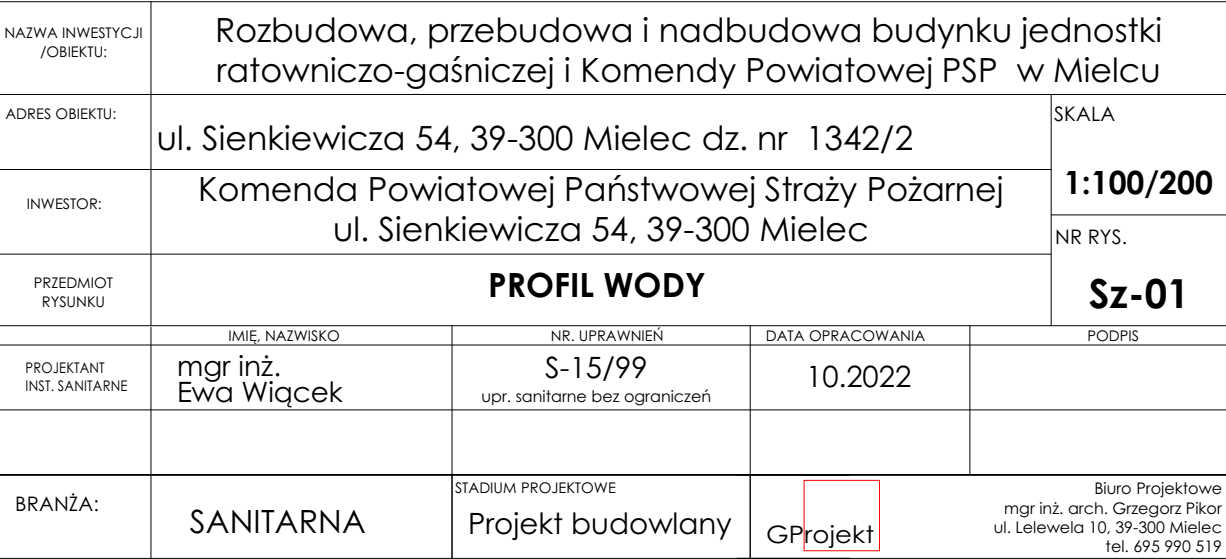 NAZWA INWESTYCJI
/OBIEKTU:
Rozbudowa, przebudowa i nadbudowa budynku jednostki
ratowniczo-gaśniczej i Komendy Powiatowej PSP w Mielcu
ADRES OBIEKTU:
ul. Sienkiewicza 54, 39-300 Mielec dz. nr 1342/2
SKALA
1:100/200
INWESTOR:
Komenda Powiatowej Państwowej Straży Pożarnej
ul. Sienkiewicza 54, 39-300 Mielec
NR RYS.
Sz-01
PRZEDMIOT
RYSUNKU
PROFIL WODY
IMIĘ, NAZWISKO
NR. UPRAWNIEŃ
DATA OPRACOWANIA
PODPIS
PROJEKTANT
INST. SANITARNE
mgr inż.
Ewa Wiącek
S-15/99
upr. sanitarne bez ograniczeń
10.2022
BRANŻA:
SANITARNA
STADIUM PROJEKTOWE
Projekt budowlany
GProjekt
Biuro Projektowe
mgr inż. arch. Grzegorz Pikor
ul. Lelewela 10, 39-300 Mielec
tel. 695 990 519